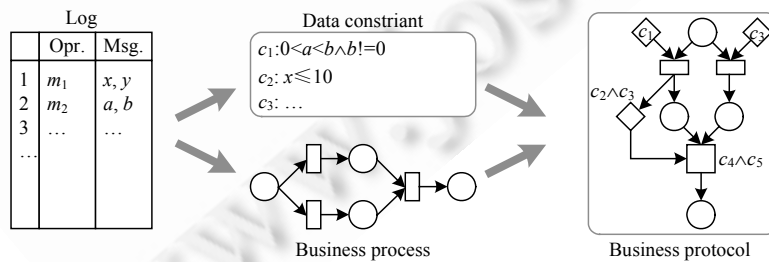 Log
Opr. Msg.
1 m1 x, y
2 m2 a, b
3 … …
…
Data constriant
c1:0<a<b∧b!=0
c2: x≤10
c3: …
Business process
c1
c3
c2∧c3
c4∧c5
Business protocol